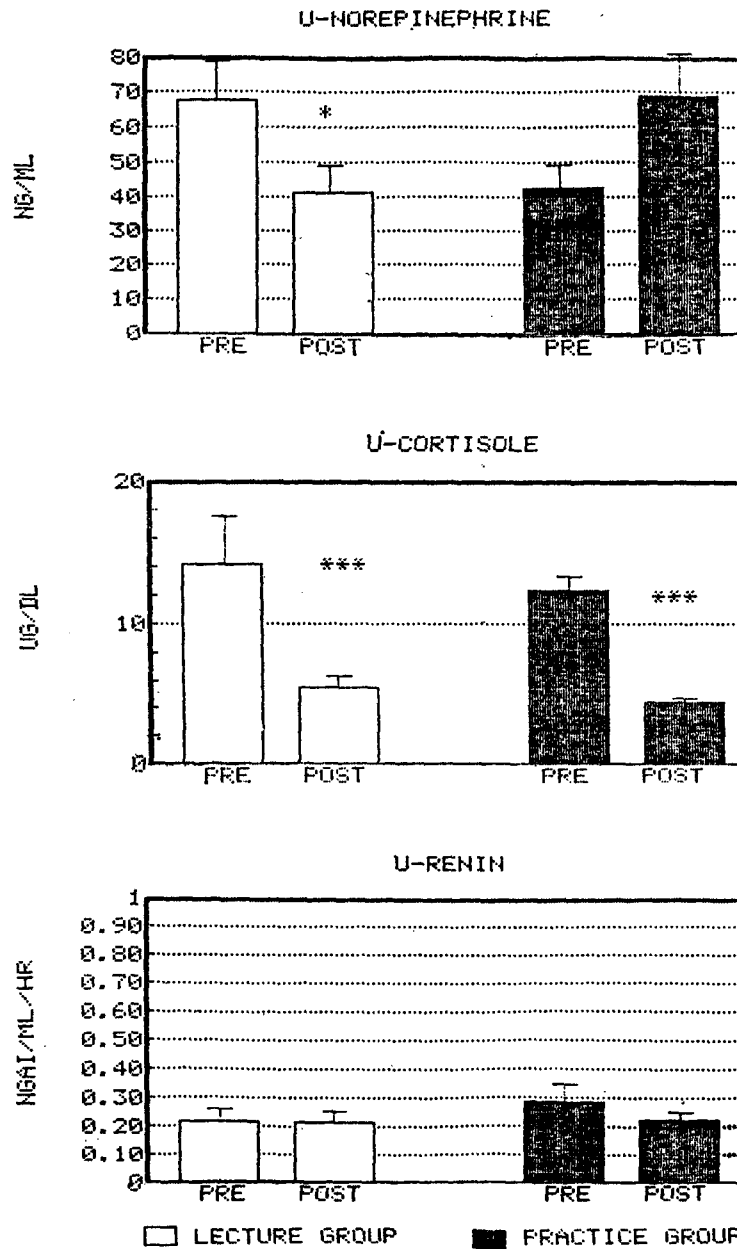 U-NOREPINEPHRINE
NG/ML
80
70
60
50
40
30
20
10
0
*
PRE POST PRE POST
U-CORTISOLE
UG/DL
20
10
0
*** ***
PRE POST PRE POST
U-RENIN
NGAI/ML/HR
1
0.90
0.80
0.70
0.60
0.50
0.40
0.30
0.20
0.10
0
PRE POST PRE POST
LECTURE GROUP PRACTICE GROUP